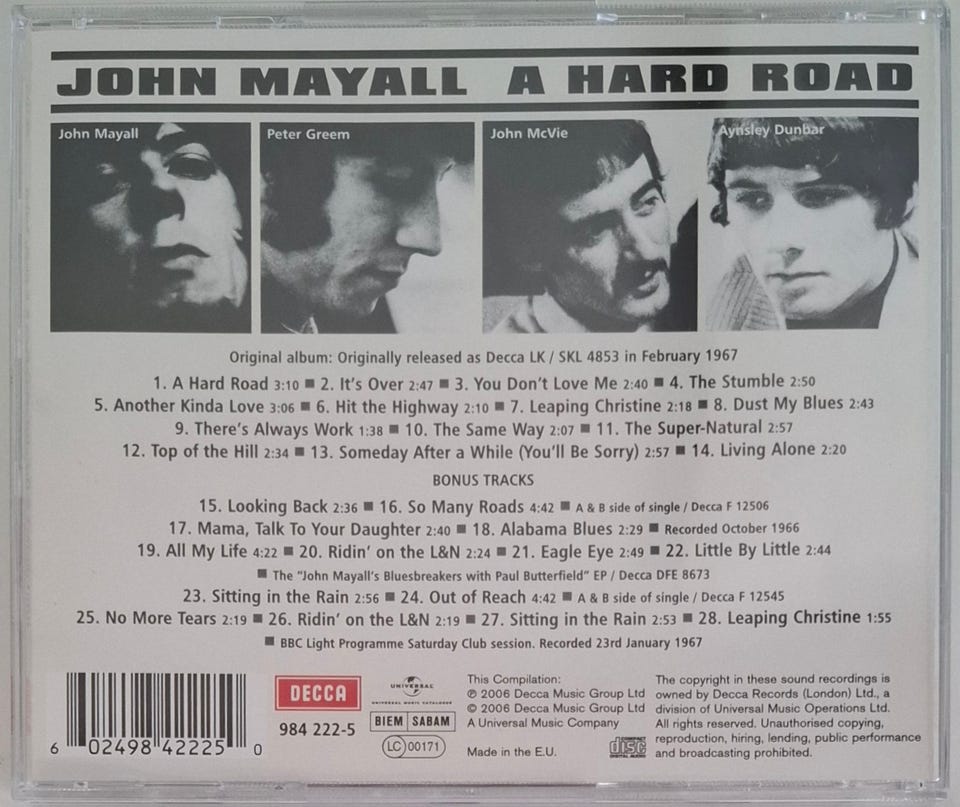 JOHN MAYALL A HARD ROAD
John Mayall
Peter Greem
John McVie
Aynsley Dunbar
Original album: Originally released as Decca LK / SKL 4853 in February 1967
1. A Hard Road 3:10 ■ 2. It's Over 2:47 ■ 3. You Don't Love Me 2:40 ■ 4. The Stumble 2:50
5. Another Kinda Love 3:06 ■ 6. Hit the Highway 2:10 ■ 7. Leaping Christine 2:18 ■ 8. Dust My Blues 2:43
9. There's Always Work 1:38 ■ 10. The Same Way 2:07 ■ 11. The Super-Natural 2:57
12. Top of the Hill 2:34 ■ 13. Someday After a While (You'll Be Sorry) 2:57 ■ 14. Living Alone 2:20
BONUS TRACKS
15. Looking Back 2:36 ■ 16. So Many Roads 4:42 ■ A & B side of single / Decca F 12506
17. Mama, Talk To Your Daughter 2:40 ■ 18. Alabama Blues 2:29 ■ Recorded October 1966
19. All My Life 4:22 ■ 20. Ridin' on the L&N 2:24 ■ 21. Eagle Eye 2:49 ■ 22. Little By Little 2:44
■ The "John Mayall's Bluesbreakers with Paul Butterfield" EP / Decca DFE 8673
23. Sitting in the Rain 2:56 ■ 24. Out of Reach 4:42 ■ A & B side of single / Decca F 12545
25. No More Tears 2:19 ■ 26. Ridin' on the L&N 2:19 ■ 27. Sitting in the Rain 2:53 ■ 28. Leaping Christine 1:55
■ BBC Light Programme Saturday Club session. Recorded 23rd January 1967
6 02498 42225 0
DECCA
984 222-5
UNIVERSAL
UNIVERSAL MUSIC CATALOGUE
BIEM SABAM
LC 00171
This Compilation:
℗ 2006 Decca Music Group Ltd
© 2006 Decca Music Group Ltd
A Universal Music Company
Made in the E.U.
COMPACT disc DIGITAL AUDIO
The copyright in these sound recordings is
owned by Decca Records (London) Ltd., a
division of Universal Music Operations Ltd.
All rights reserved. Unauthorised copying,
reproduction, hiring, lending, public performance
and broadcasting prohibited.